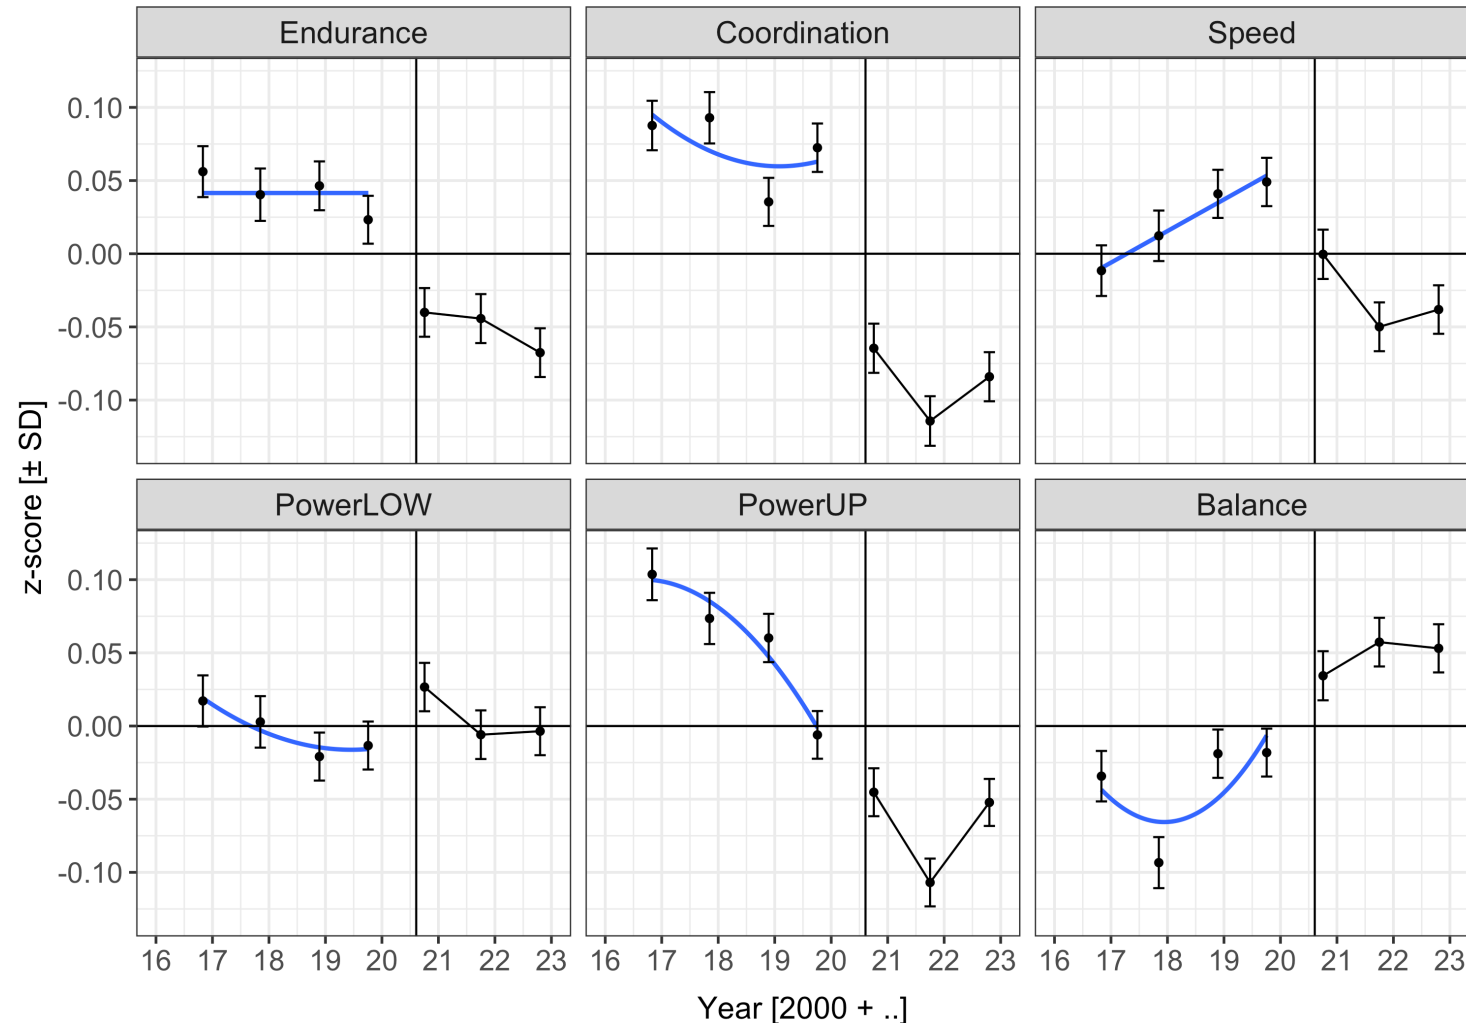 Endurance Coordination Speed
0.10
0.05
0.00
-0.05
-0.10
z-score [± SD]
PowerLOW PowerUP Balance
0.10
0.05
0.00
-0.05
-0.10
16 17 18 19 20 21 22 23 16 17 18 19 20 21 22 23 16 17 18 19 20 21 22 23
Year [2000 + ..]